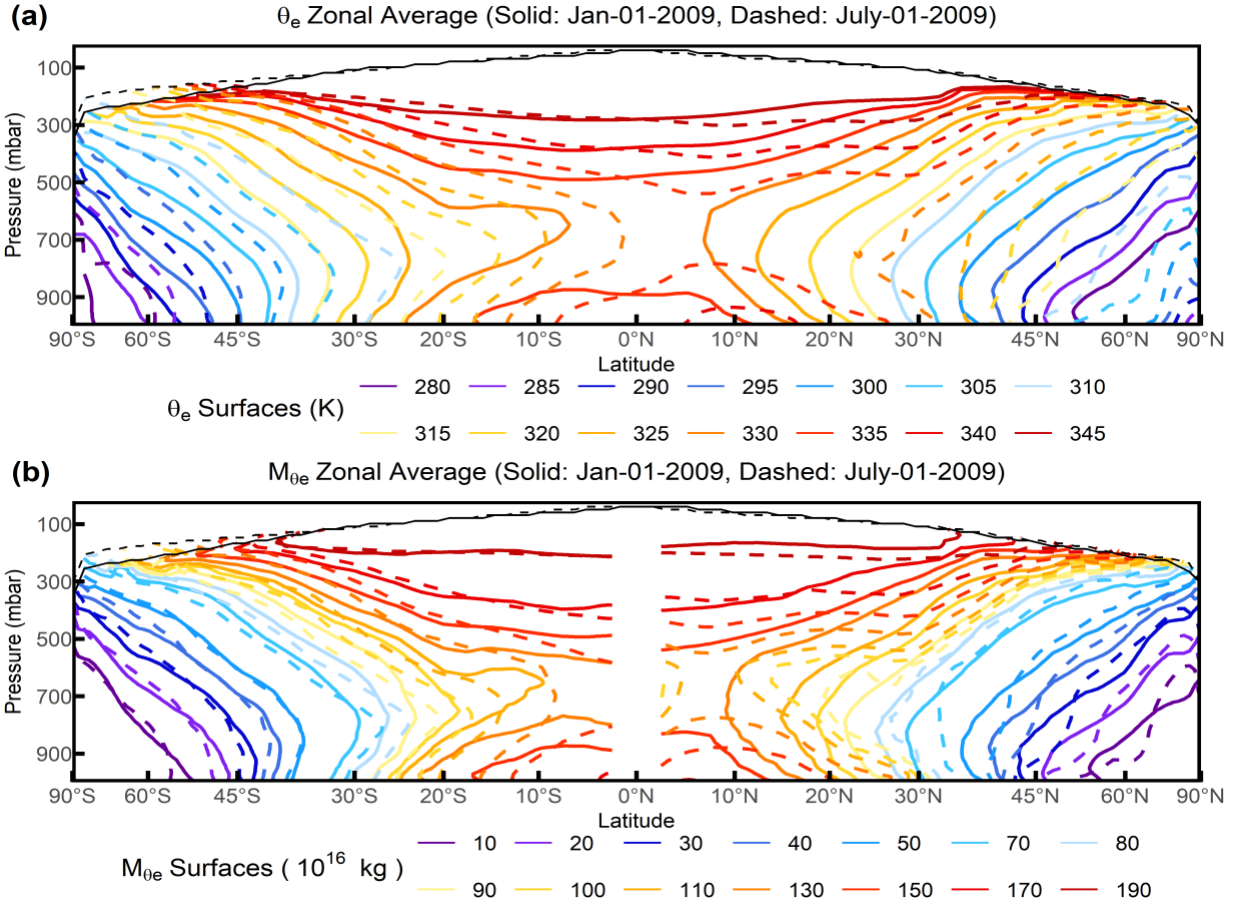 (a) θe Zonal Average (Solid: Jan-01-2009, Dashed: July-01-2009)
Pressure (mbar)
100
300
500
700
900
90°S 60°S 45°S 30°S 20°S 10°S 0°N 10°N 20°N 30°N 45°N 60°N 90°N
Latitude
θe Surfaces (K)
280 285 290 295 300 305 310
315 320 325 330 335 340 345
(b) Mθe Zonal Average (Solid: Jan-01-2009, Dashed: July-01-2009)
Pressure (mbar)
100
300
500
700
900
90°S 60°S 45°S 30°S 20°S 10°S 0°N 10°N 20°N 30°N 45°N 60°N 90°N
Latitude
Mθe Surfaces ( 10¹⁶ kg )
10 20 30 40 50 70 80
90 100 110 130 150 170 190